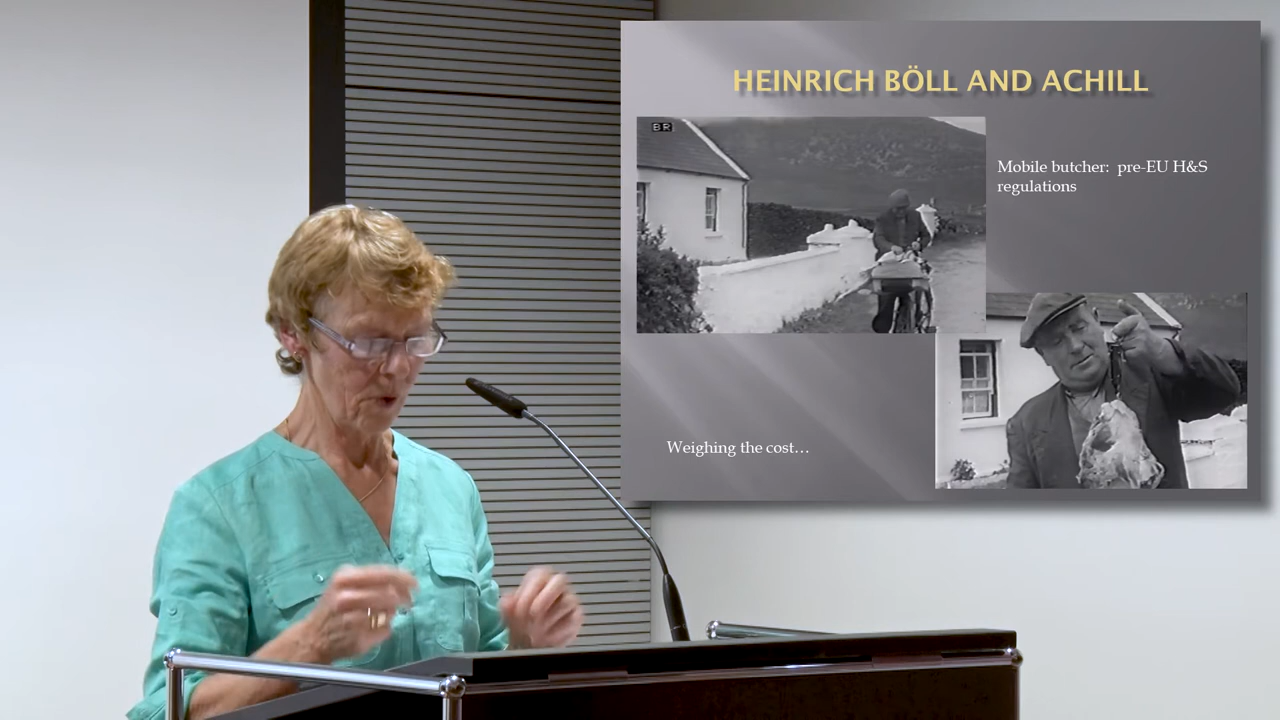 HEINRICH BÖLL AND ACHILL
BR
Mobile butcher:  pre-EU H&S
regulations
Weighing the cost…